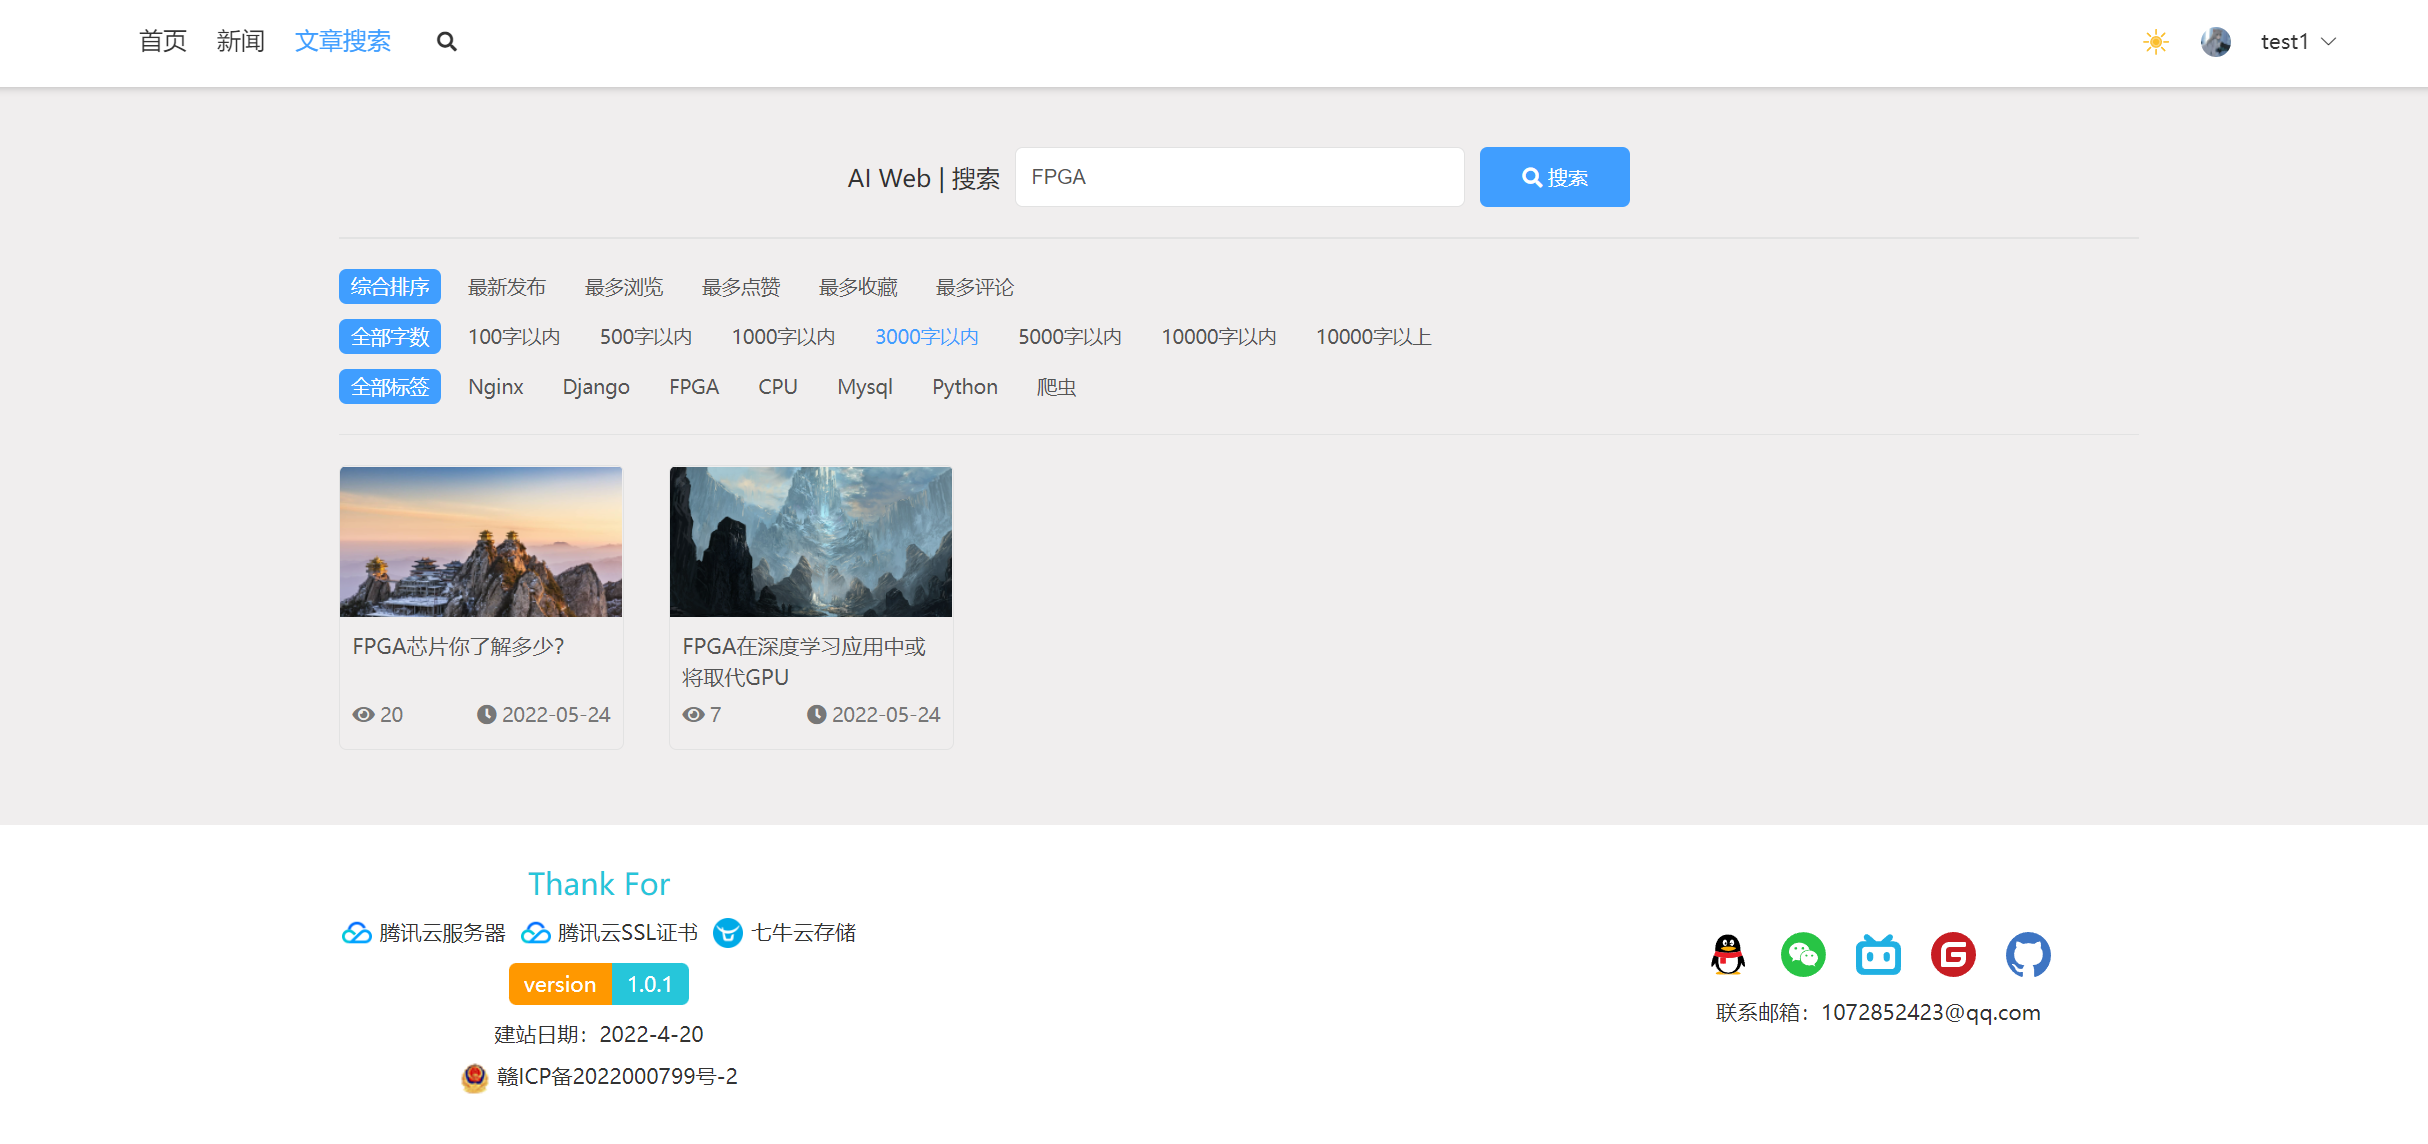 首页 新闻 文章搜索 test1
AI Web | 搜索 FPGA 搜索
综合排序 最新发布 最多浏览 最多点赞 最多收藏 最多评论
全部字数 100字以内 500字以内 1000字以内 3000字以内 5000字以内 10000字以内 10000字以上
全部标签 Nginx Django FPGA CPU Mysql Python 爬虫
FPGA芯片你了解多少？
20 2022-05-24
FPGA在深度学习应用中或
将取代GPU
7 2022-05-24
Thank For
腾讯云服务器 腾讯云SSL证书 七牛云存储
version 1.0.1
建站日期：2022-4-20
赣ICP备2022000799号-2
联系邮箱：1072852423@qq.com